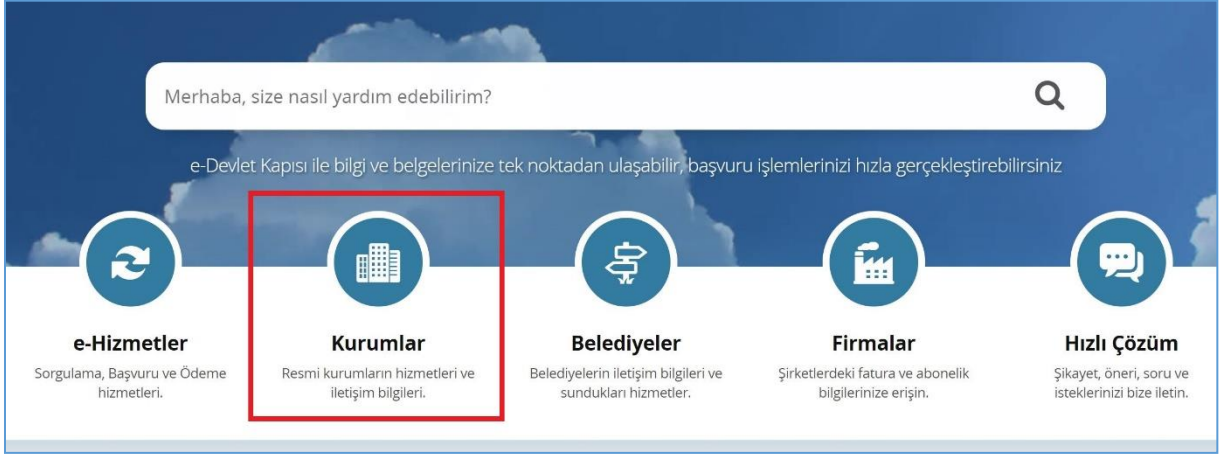 Merhaba, size nasıl yardım edebilirim?
e-Devlet Kapısı ile bilgi ve belgelerinize tek noktadan ulaşabilir, başvuru işlemlerinizi hızla gerçekleştirebilirsiniz
e-Hizmetler
Sorgulama, Başvuru ve Ödeme
hizmetleri.
Kurumlar
Resmi kurumların hizmetleri ve
iletişim bilgileri.
Belediyeler
Belediyelerin iletişim bilgileri ve
sundukları hizmetler.
Firmalar
Şirketlerdeki fatura ve abonelik
bilgilerinize erişin.
Hızlı Çözüm
Şikayet, öneri, soru ve
isteklerinizi bize iletin.